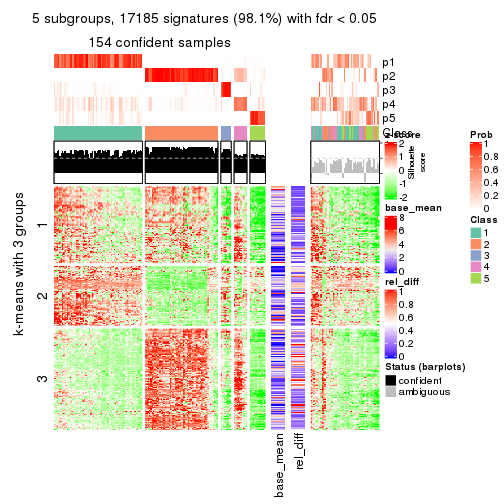 5 subgroups, 17185 signatures (98.1%) with fdr < 0.05
154 confident samples
p1
p2
p3
p4
p5
Class
z-score
2
1
0
-1
-2
Silhouette
score
base_mean
8
6
4
2
0
rel_diff
1
0.8
0.6
0.4
0.2
0
Status (barplots)
confident
ambiguous
Prob
1
0.8
0.6
0.4
0.2
0
Class
1
2
3
4
5
k-means with 3 groups
1
2
3
base_mean
rel_diff